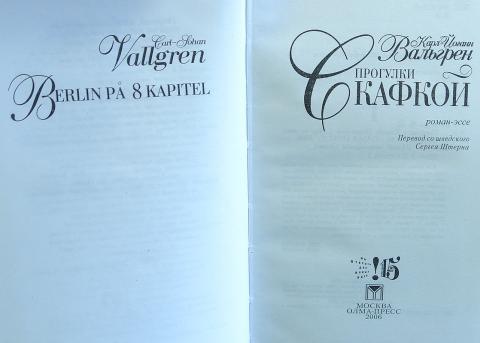 Carl-Johan
Vallgren
BERLIN PÅ 8 KAPITEL
Карл-Йоганн
Вальгрен
ПРОГУЛКИ
С КАФКОЙ
роман-эссе
Перевод со шведского
Сергея Штерна
!15
МОСКВА
ОЛМА-ПРЕСС
2006